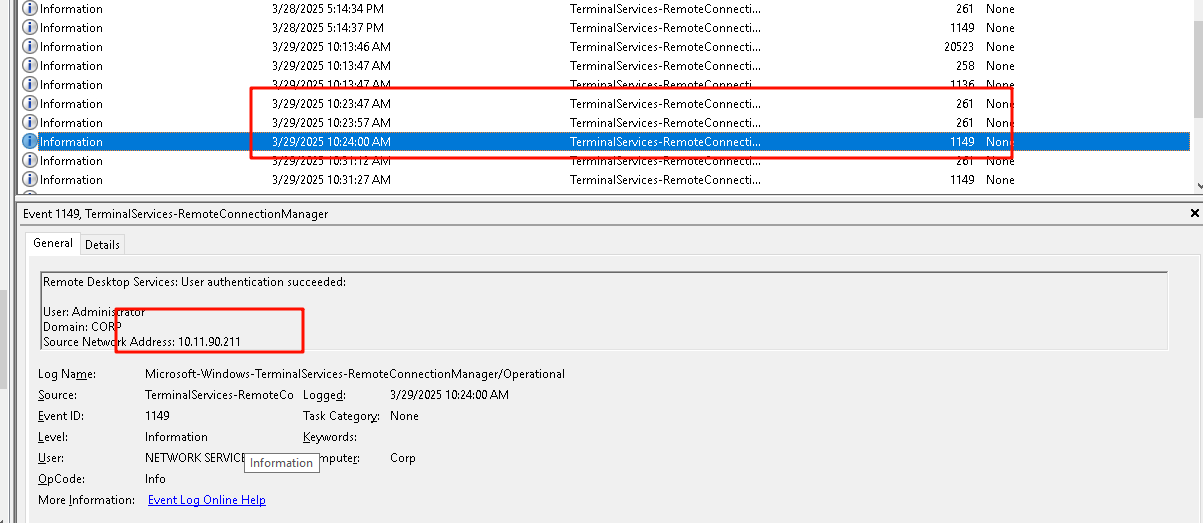 Information 3/28/2025 5:14:34 PM TerminalServices-RemoteConnecti... 261 None
Information 3/28/2025 5:14:37 PM TerminalServices-RemoteConnecti... 1149 None
Information 3/29/2025 10:13:46 AM TerminalServices-RemoteConnecti... 20523 None
Information 3/29/2025 10:13:47 AM TerminalServices-RemoteConnecti... 258 None
Information 3/29/2025 10:13:47 AM TerminalServices-RemoteConnecti... 1136 None
Information 3/29/2025 10:23:47 AM TerminalServices-RemoteConnecti... 261 None
Information 3/29/2025 10:23:57 AM TerminalServices-RemoteConnecti... 261 None
Information 3/29/2025 10:24:00 AM TerminalServices-RemoteConnecti... 1149 None
Information 3/29/2025 10:31:12 AM TerminalServices-RemoteConnecti... 261 None
Information 3/29/2025 10:31:27 AM TerminalServices-RemoteConnecti... 1149 None
Event 1149, TerminalServices-RemoteConnectionManager
General Details
Remote Desktop Services: User authentication succeeded:
User: Administrator
Domain: CORP
Source Network Address: 10.11.90.211
Log Name: Microsoft-Windows-TerminalServices-RemoteConnectionManager/Operational
Source: TerminalServices-RemoteCo Logged: 3/29/2025 10:24:00 AM
Event ID: 1149 Task Category: None
Level: Information Keywords:
User: NETWORK SERVICE mputer: Corp
Information
OpCode: Info
More Information: Event Log Online Help